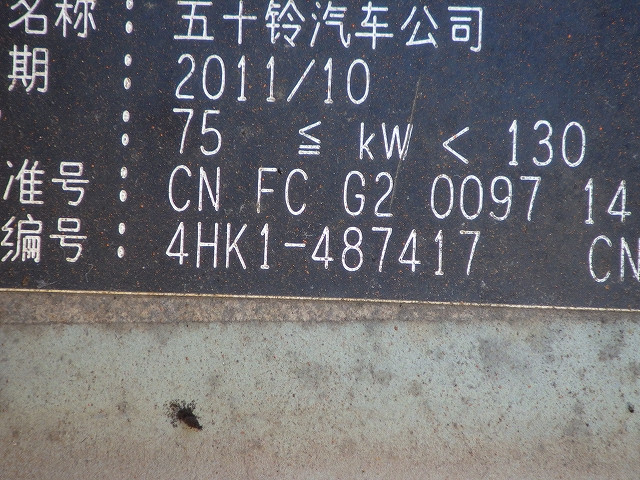 名称 : 五十铃汽车公司
期 : 2011/10
: 75 ≦ kW < 130
准号 : CN FC G2 0097 14
编号 : 4HK1-487417 CN